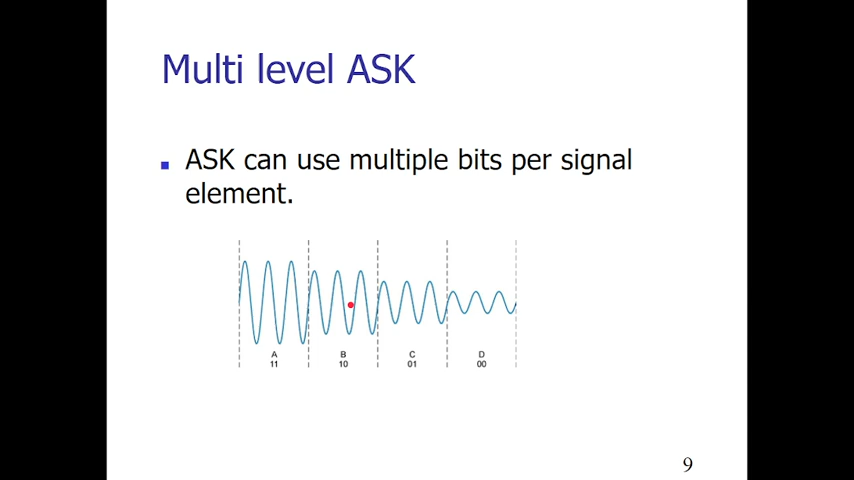 Multi level ASK
ASK can use multiple bits per signal
element.
A B C D
11 10 01 00
9